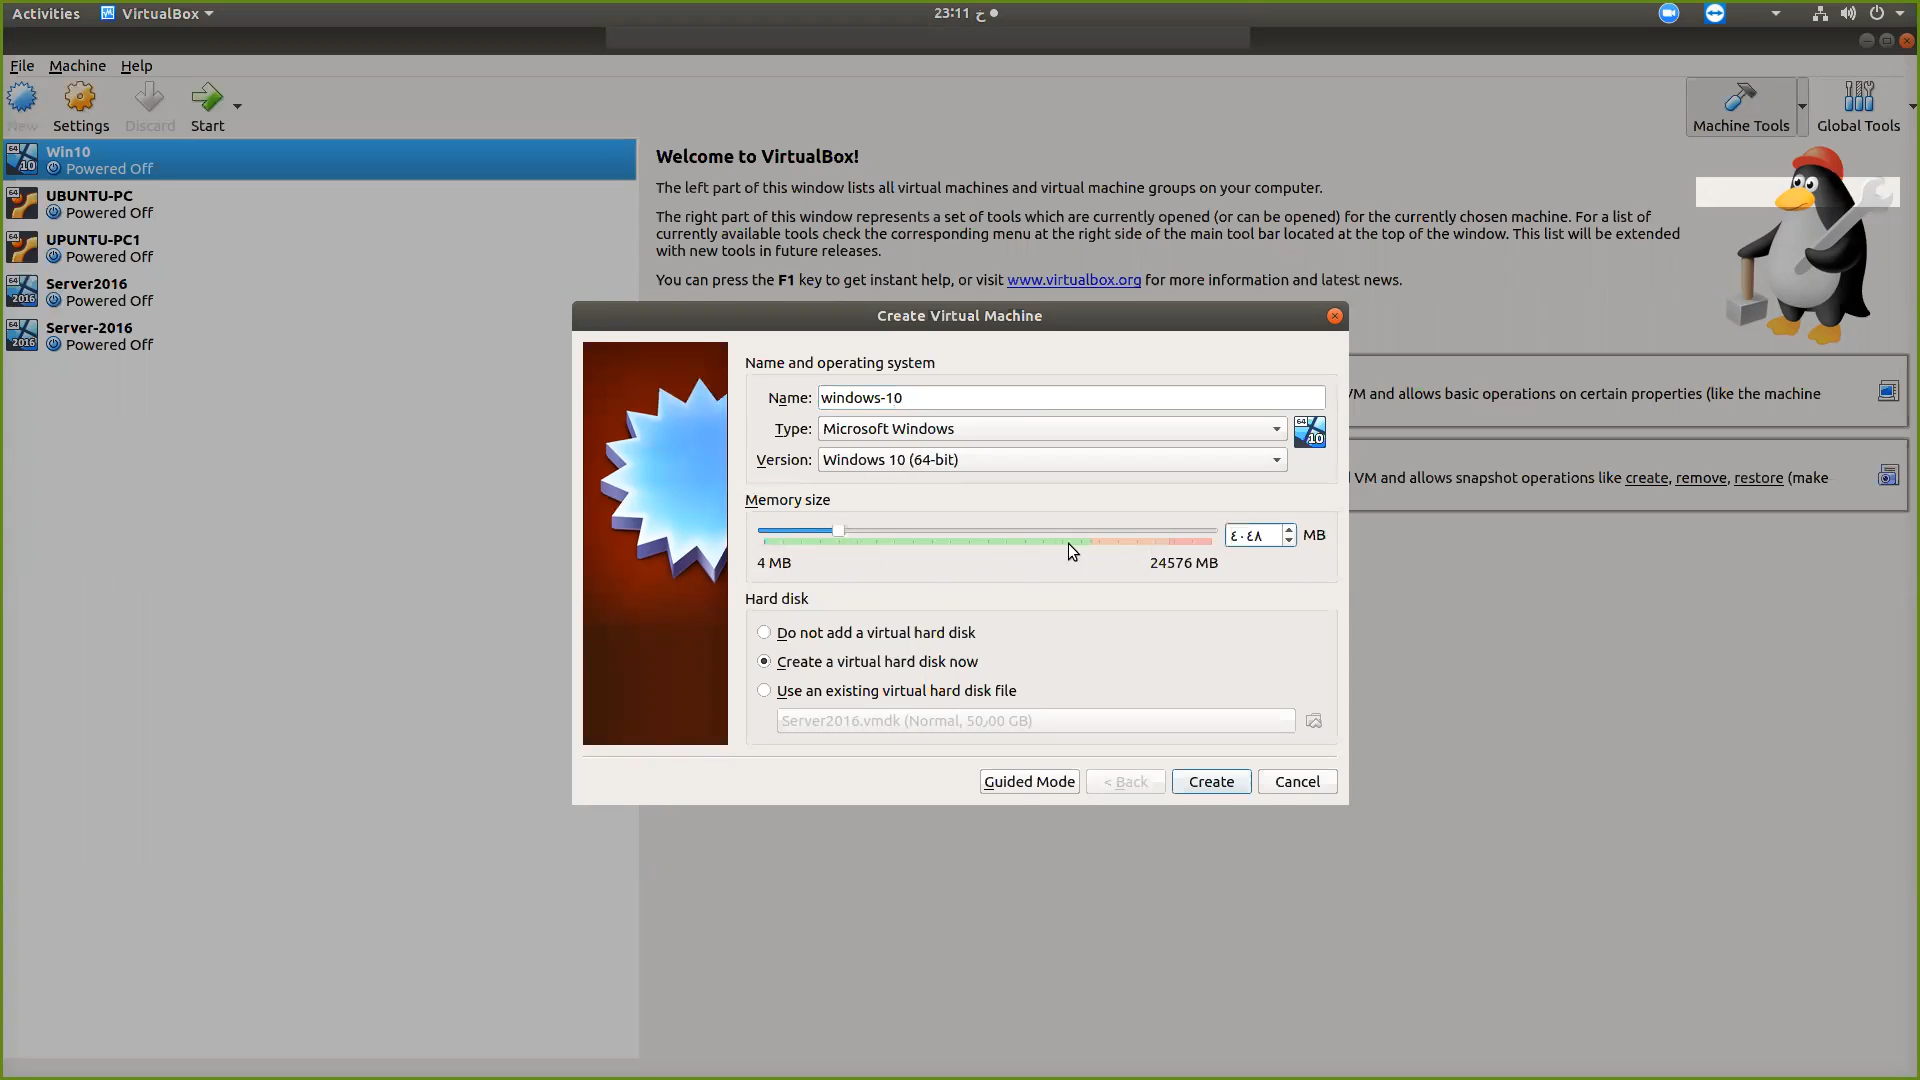 Activities VirtualBox 23:11 ح
File Machine Help
New Settings Discard Start Machine Tools Global Tools
Win10
Powered Off
UBUNTU-PC
Powered Off
UPUNTU-PC1
Powered Off
Server2016
Powered Off
Server-2016
Powered Off
Welcome to VirtualBox!
The left part of this window lists all virtual machines and virtual machine groups on your computer.
The right part of this window represents a set of tools which are currently opened (or can be opened) for the currently chosen machine. For a list of
currently available tools check the corresponding menu at the right side of the main tool bar located at the top of the window. This list will be extended
with new tools in future releases.
You can press the F1 key to get instant help, or visit www.virtualbox.org for more information and latest news.
VM and allows basic operations on certain properties (like the machine
VM and allows snapshot operations like create, remove, restore (make
Create Virtual Machine
Name and operating system
Name: windows-10
Type: Microsoft Windows
64 10
Version: Windows 10 (64-bit)
Memory size
٤٠٤٨ MB
4 MB 24576 MB
Hard disk
Do not add a virtual hard disk
Create a virtual hard disk now
Use an existing virtual hard disk file
Server2016.vmdk (Normal, 50٫00 GB)
Guided Mode < Back Create Cancel